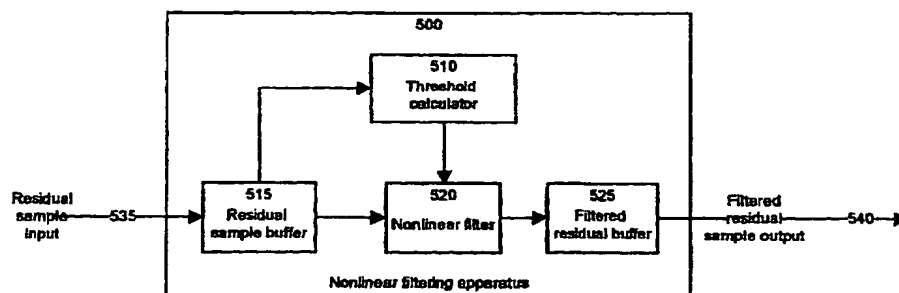 500
510
Threshold
calculator
515
Residual
sample buffer
520
Nonlinear filter
525
Filtered
residual buffer
Residual
sample
input
535
Filtered
residual
sample output
540
Nonlinear filtering apparatus